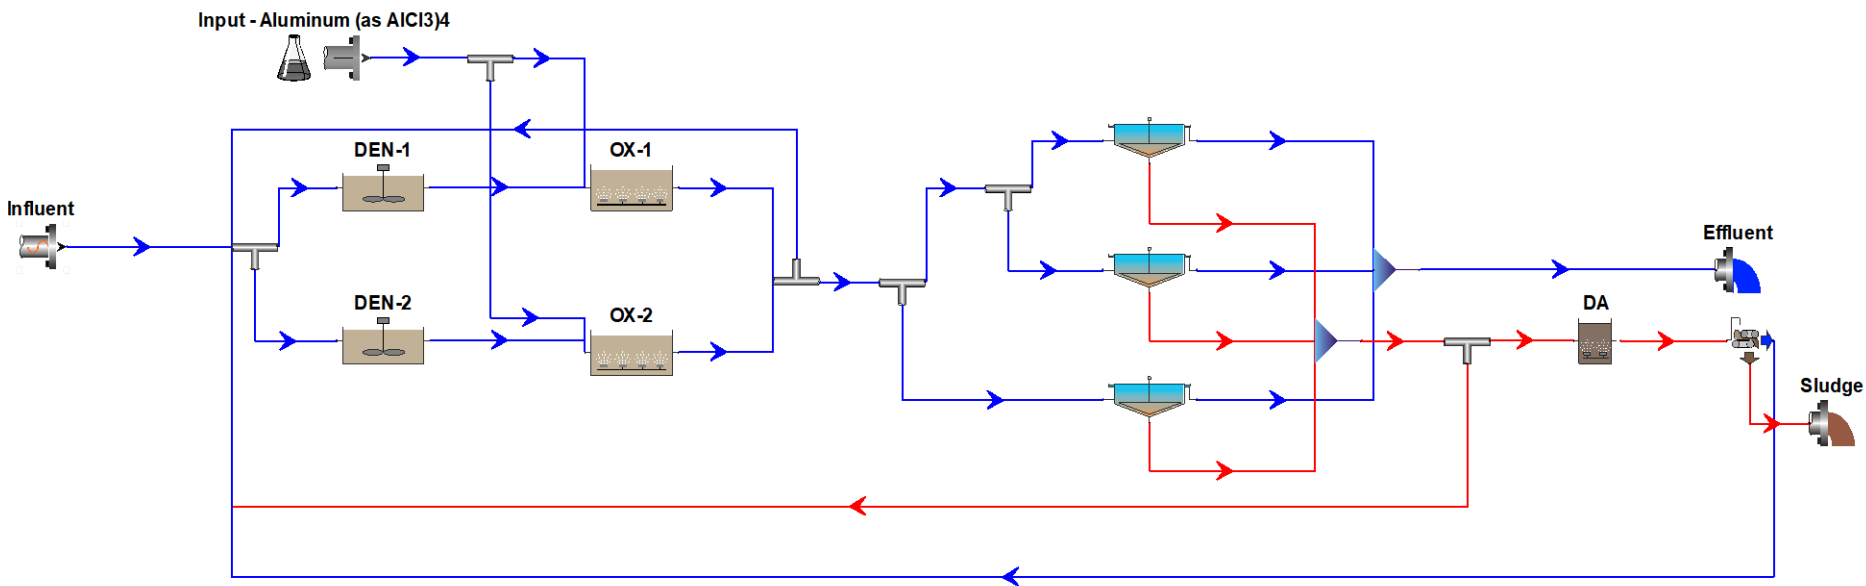 Input - Aluminum (as AlCl3)4
DEN-1
OX-1
Influent
Effluent
DEN-2
OX-2
DA
Sludge